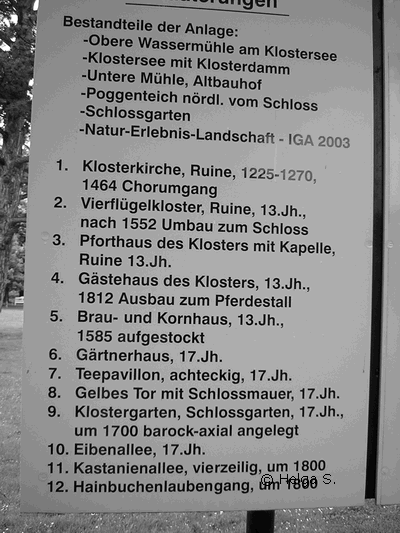 Bestandteile der Anlage:
-Obere Wassermühle am Klostersee
-Klostersee mit Klosterdamm
-Untere Mühle, Altbauhof
-Poggenteich nördl. vom Schloss
-Schlossgarten
-Natur-Erlebnis-Landschaft - IGA 2003
1. Klosterkirche, Ruine, 1225-1270,
1464 Chorumgang
2. Vierflügelkloster, Ruine, 13.Jh.,
nach 1552 Umbau zum Schloss
3. Pforthaus des Klosters mit Kapelle,
Ruine 13.Jh.
4. Gästehaus des Klosters, 13.Jh.,
1812 Ausbau zum Pferdestall
5. Brau- und Kornhaus, 13.Jh.,
1585 aufgestockt
6. Gärtnerhaus, 17.Jh.
7. Teepavillon, achteckig, 17.Jh.
8. Gelbes Tor mit Schlossmauer, 17.Jh.
9. Klostergarten, Schlossgarten, 17.Jh.,
um 1700 barock-axial angelegt
10. Eibenallee, 17.Jh.
11. Kastanienallee, vierzeilig, um 1800
12. Hainbuchenlaubengang, um 1800
© Helga S.